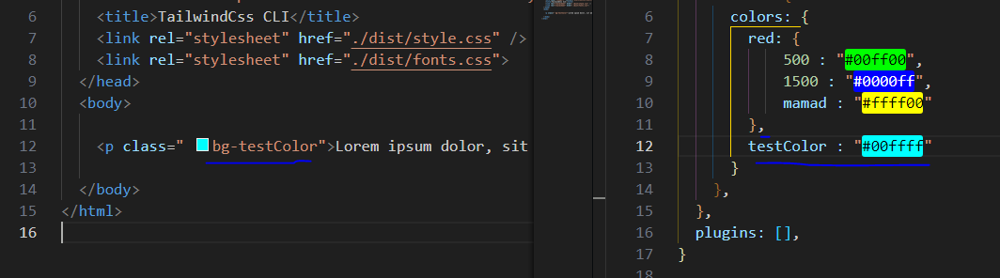 6 <title>TailwindCss CLI</title>
7 <link rel="stylesheet" href="./dist/style.css" />
8 <link rel="stylesheet" href="./dist/fonts.css">
9 </head>
10 <body>
11
12 <p class=" bg-testColor">Lorem ipsum dolor, sit
13
14 </body>
15 </html>
16
6 colors: {
7 red: {
8 500 : "#00ff00",
9 1500 : "#0000ff",
10 mamad : "#ffff00"
11 },
12 testColor : "#00ffff"
13 }
14 },
15 },
16 plugins: [],
17 }
18